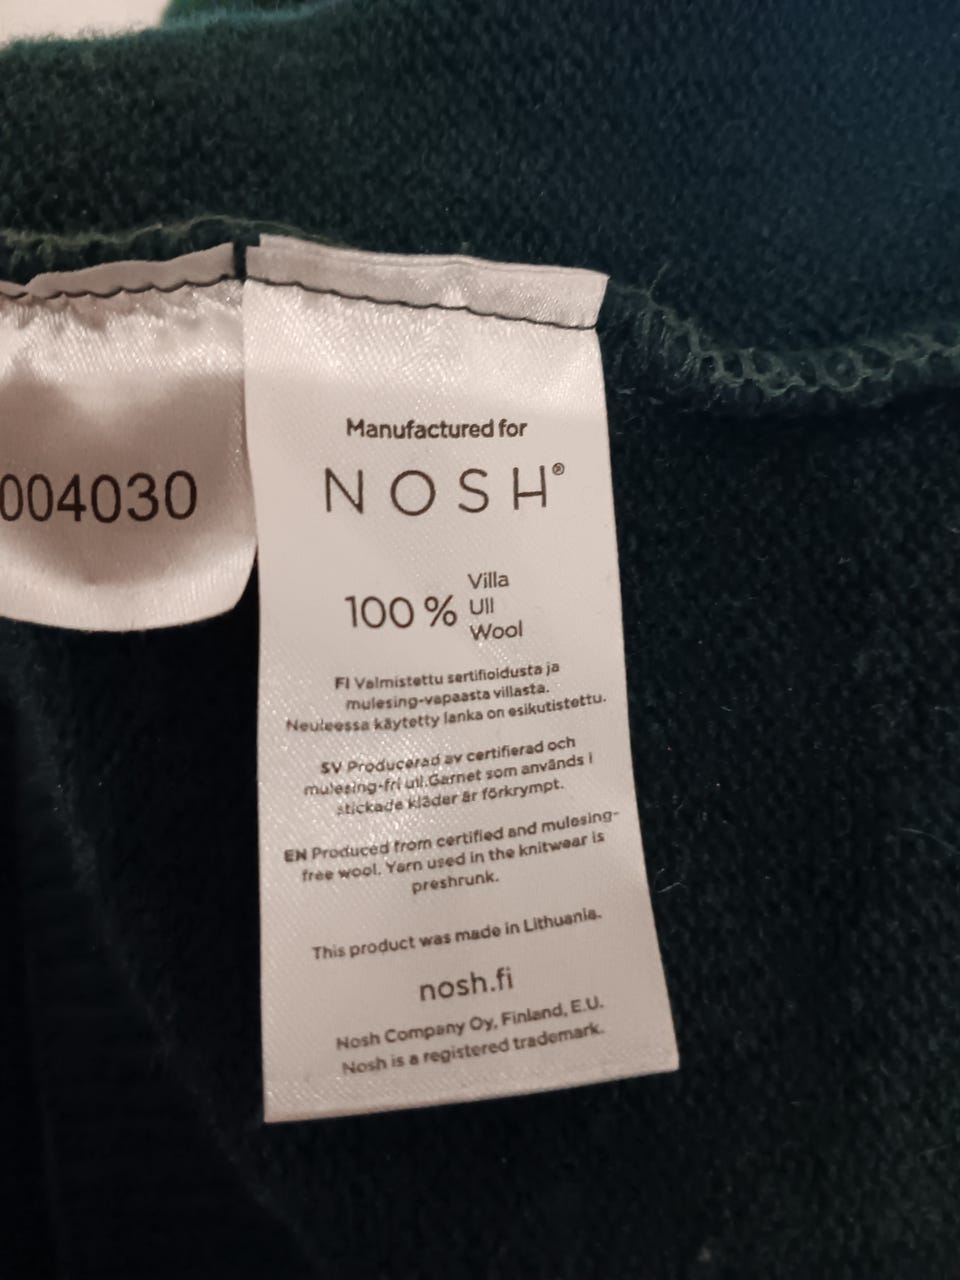 004030
Manufactured for
NOSH®
100 %
Villa
Ull
Wool
FI Valmistettu sertifioidusta ja
mulesing-vapaasta villasta.
Neuleessa käytetty lanka on esikutistettu.
SV Producerad av certifierad och
mulesing-fri ull.Garnet som används i
stickade kläder är förkrympt.
EN Produced from certified and mulesing-
free wool. Yarn used in the knitwear is
preshrunk.
This product was made in Lithuania.
nosh.fi
Nosh Company Oy, Finland, E.U.
Nosh is a registered trademark.